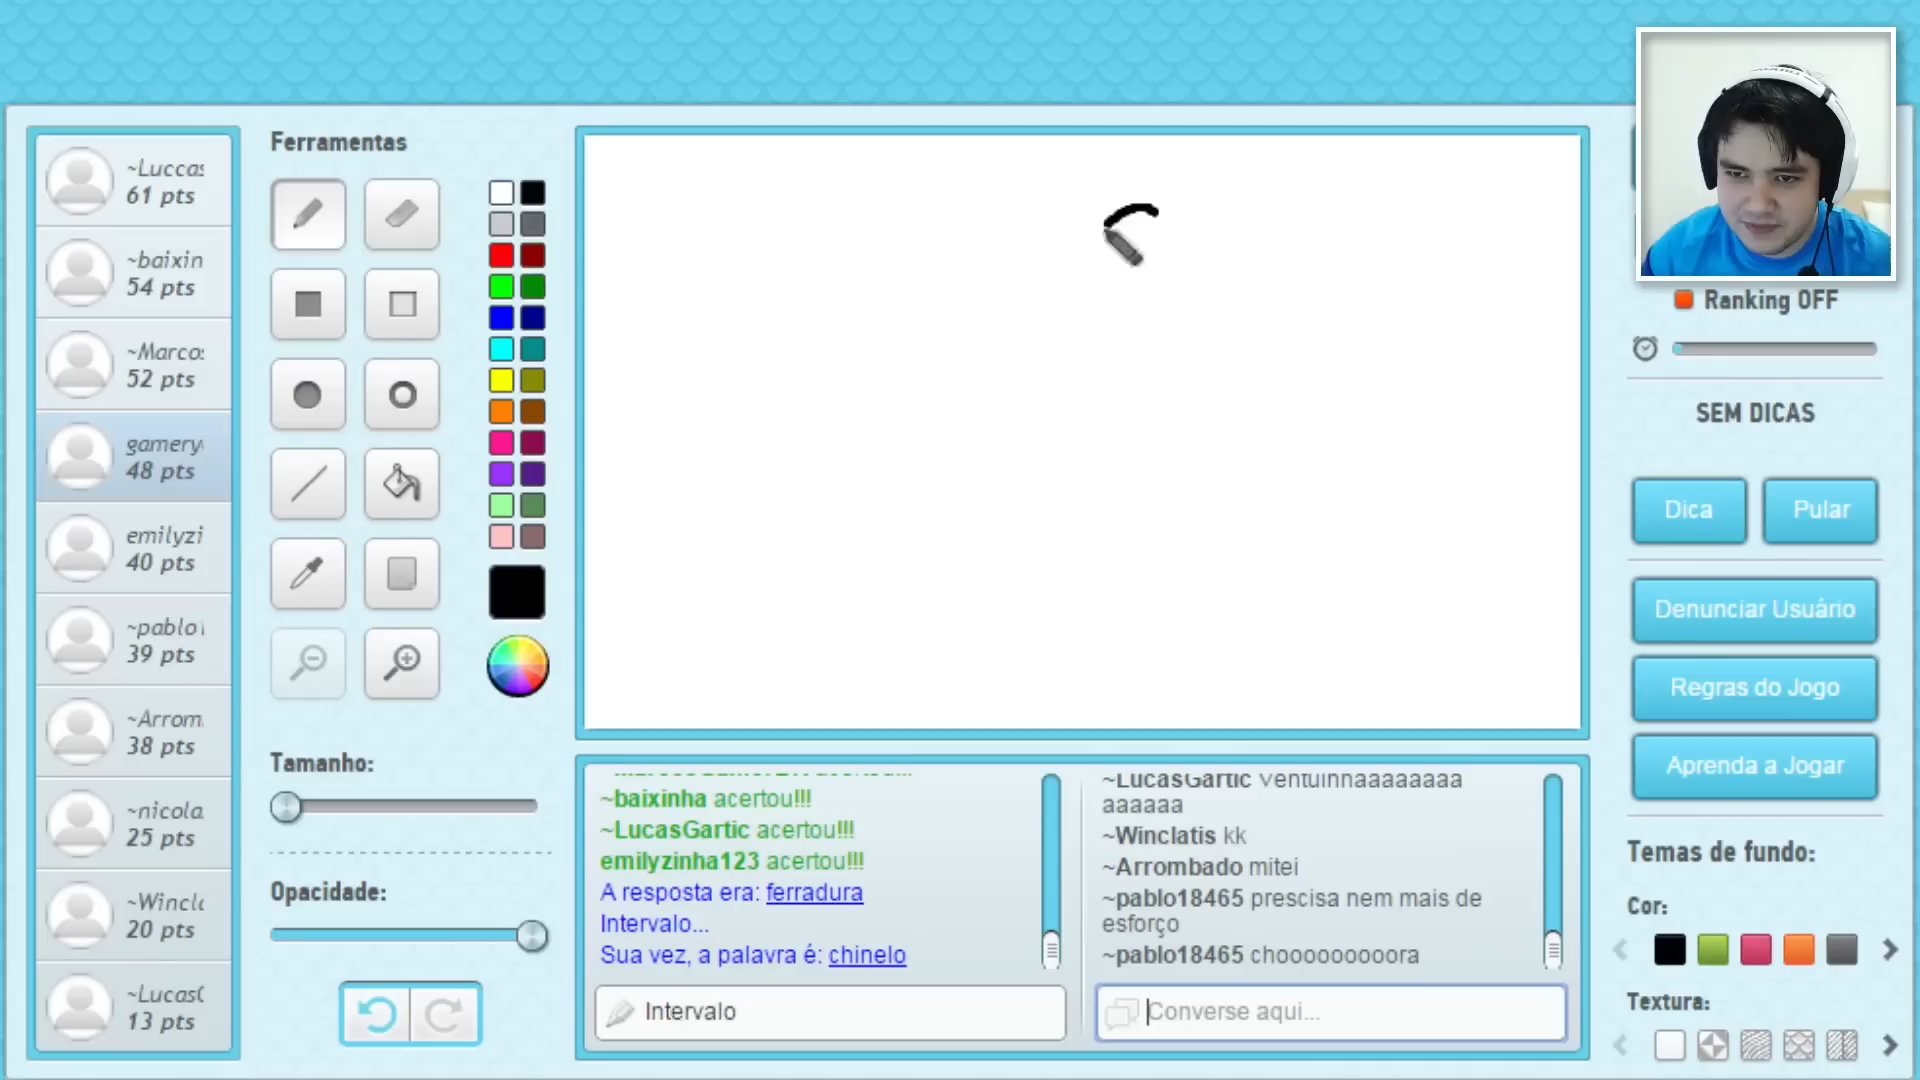 ~Luccas
61 pts
~baixin
54 pts
~Marcos
52 pts
gamery
48 pts
emilyzi
40 pts
~pablo1
39 pts
~Arrom
38 pts
~nicola
25 pts
~Wincla
20 pts
~LucasG
13 pts
Ferramentas
Tamanho:
Opacidade:
~baixinha acertou!!!
~LucasGartic acertou!!!
emilyzinha123 acertou!!!
A resposta era: ferradura
Intervalo...
Sua vez, a palavra é: chinelo
Intervalo
~LucasGartic ventuinhaaaaaaaa
aaaaaa
~Winclatis kk
~Arrombado mitei
~pablo18465 prescisa nem mais de
esforço
~pablo18465 choooooooooora
Converse aqui...
Ranking OFF
SEM DICAS
Dica
Pular
Denunciar Usuário
Regras do Jogo
Aprenda a Jogar
Temas de fundo:
Cor:
Textura: